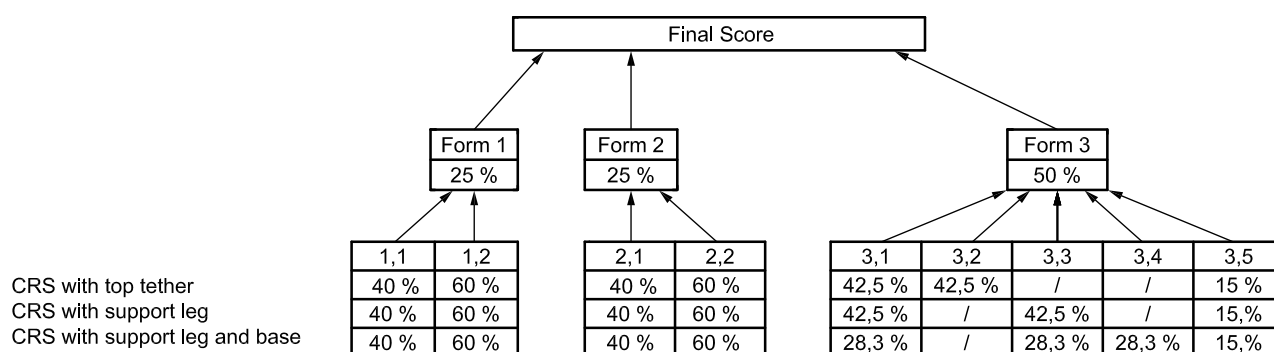 Final Score
Form 1 Form 2 Form 3
25 % 25 % 50 %
1,1 1,2 2,1 2,2 3,1 3,2 3,3 3,4 3,5
CRS with top tether 40 % 60 % 40 % 60 % 42,5 % 42,5 % / / 15 %
CRS with support leg 40 % 60 % 40 % 60 % 42,5 % / 42,5 % / 15,%
CRS with support leg and base 40 % 60 % 40 % 60 % 28,3 % / 28,3 % 28,3 % 15,%